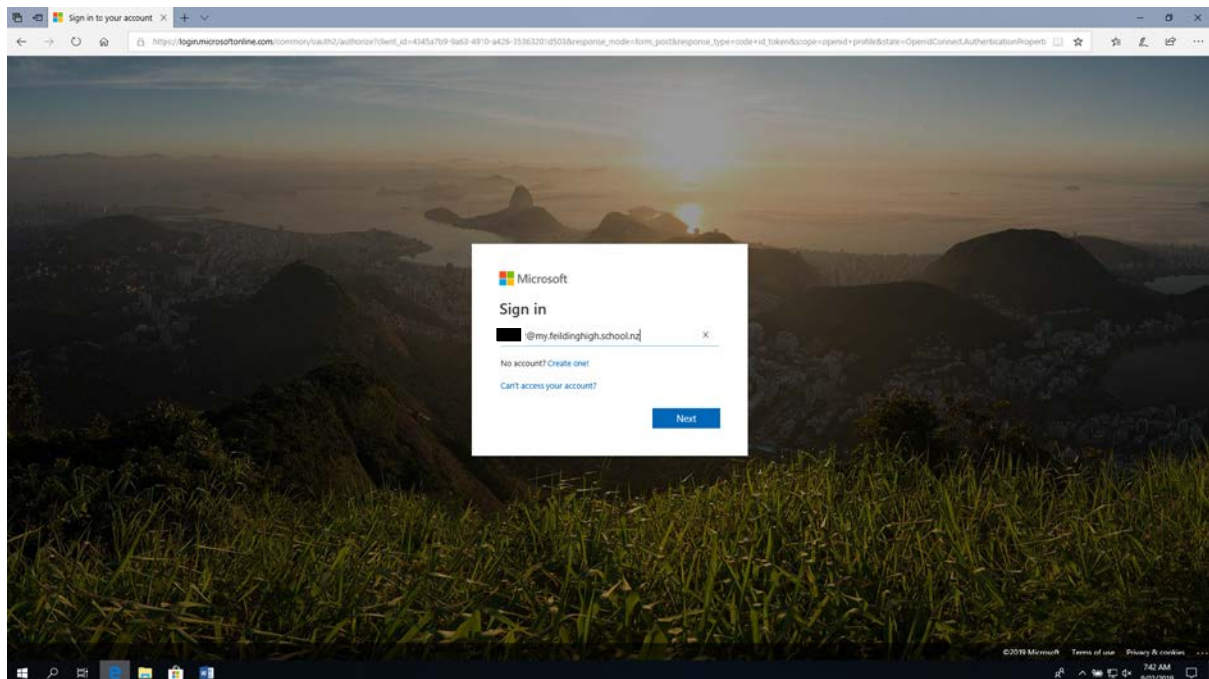 Sign in to your account
https://login.microsoftonline.com/common/oauth2/authorize?client_id=4345a7b9-9a63-4910-a426-35363201d503&response_mode=form_post&response_type=code+id_token&scope=openid+profile&state=OpenIdConnect.AuthenticationProperti
Microsoft
Sign in
@my.feildinghigh.school.nz
No account? Create one!
Can't access your account?
Next
©2019 Microsoft Terms of use Privacy & cookies ...
7:42 AM